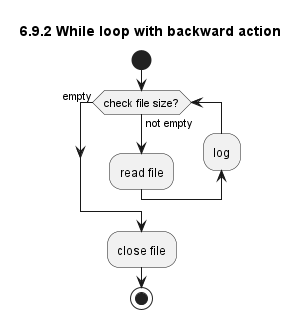 6.9.2 While loop with backward action
empty
check file size?
not empty
log
read file
close file